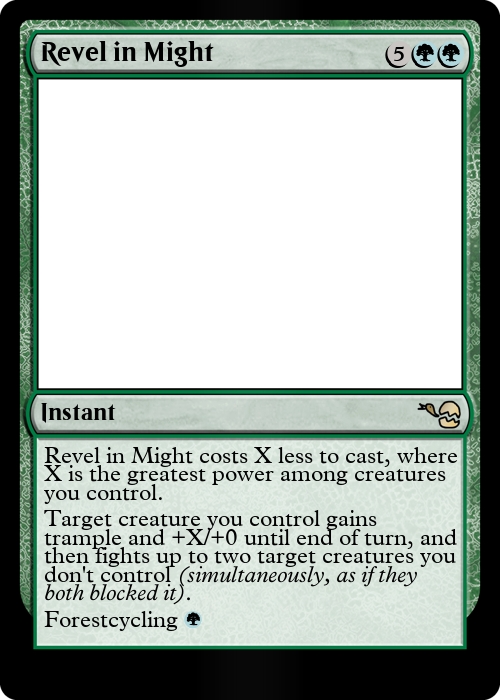 Revel in Might 5
Instant
Revel in Might costs X less to cast, where
X is the greatest power among creatures
you control.
Target creature you control gains
trample and +X/+0 until end of turn, and
then fights up to two target creatures you
don't control (simultaneously, as if they
both blocked it).
Forestcycling